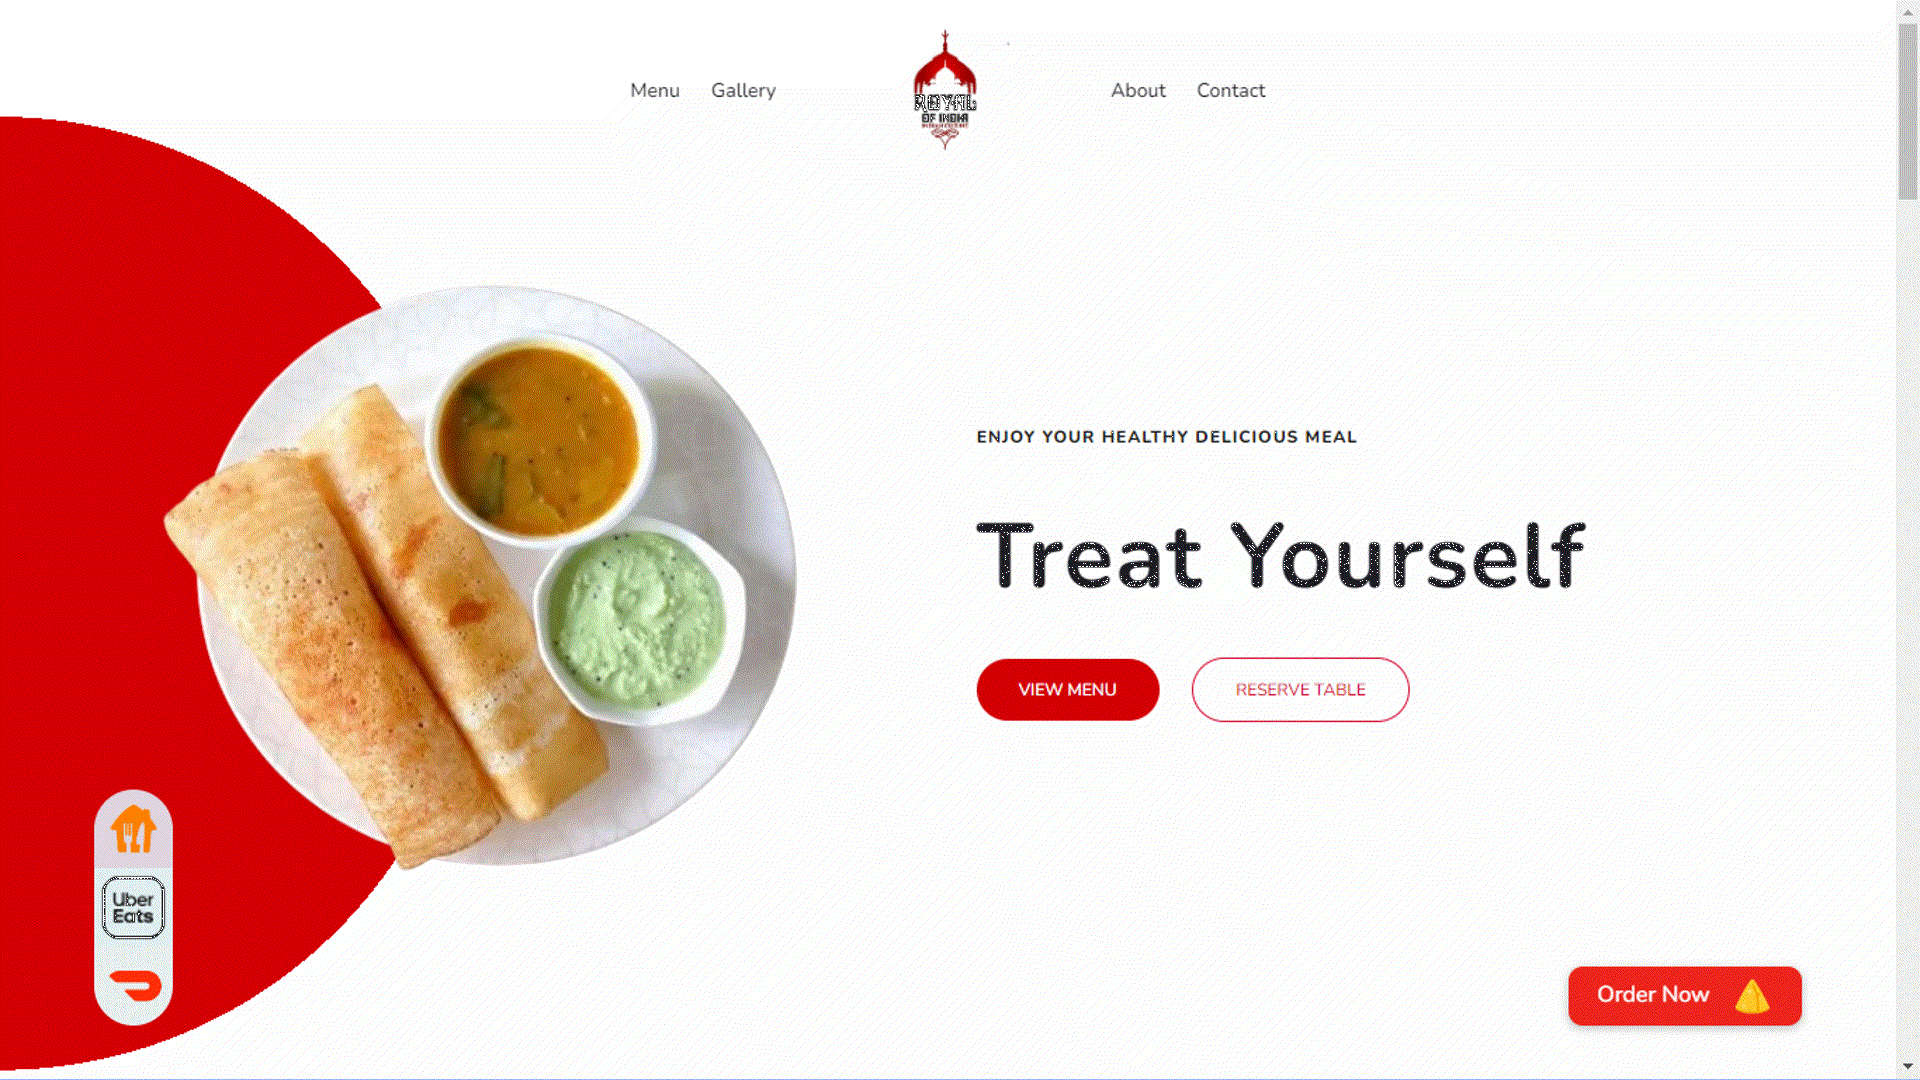 Menu Gallery
About Contact
ROYAL
OF INDIA
ENJOY YOUR HEALTHY DELICIOUS MEAL
Treat Yourself
VIEW MENU
RESERVE TABLE
Uber
Eats
Order Now